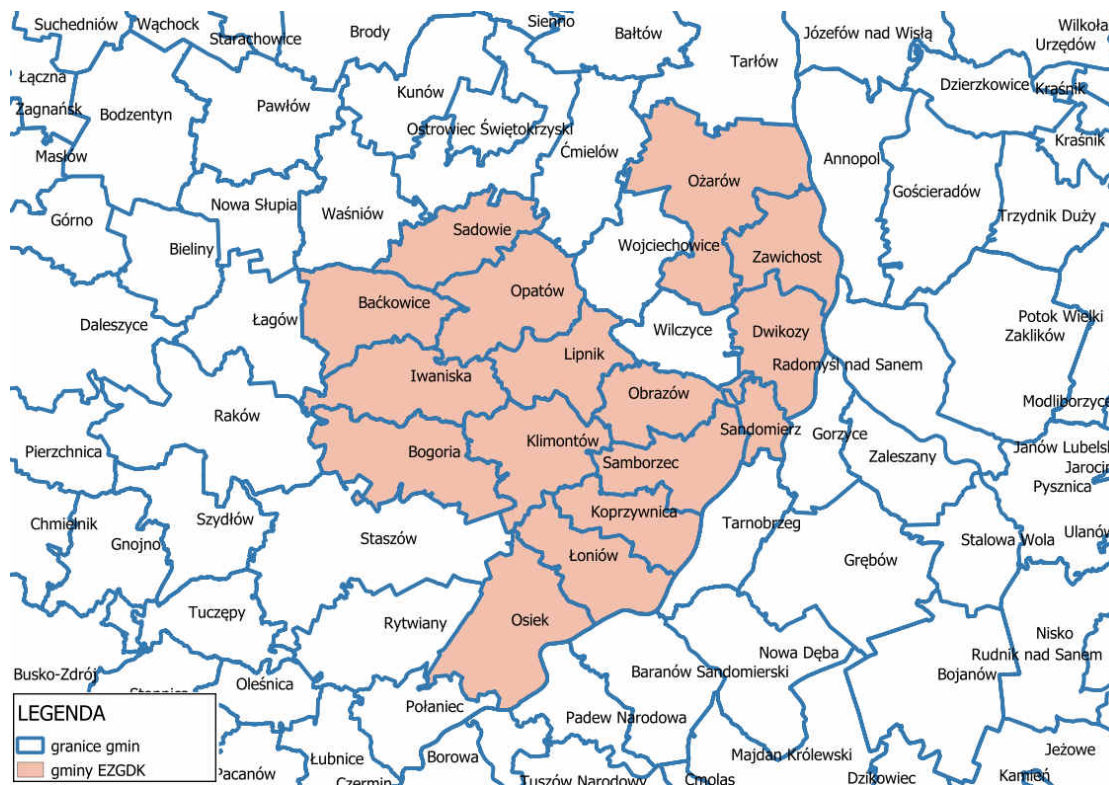 Suchedniów
Wąchock
Starachowice
Brody
Sienno
Bałtów
Tarłów
Józefów nad Wisłą
Urzędów
Łączna
Zagnańsk
Bodzentyn
Pawłów
Kunów
Dzierzkowice
Kraśnik
Ostrowiec Świętokrzyski
Masłów
Ćmielów
Annopol
Kraśnik
Ożarów
Gościeradów
Górno
Nowa Słupia
Waśniów
Trzydnik Duży
Bieliny
Sadowie
Wojciechowice
Zawichost
Baćkowice
Opatów
Daleszyce
Łagów
Wilczyce
Dwikozy
Potok Wielki
Zaklików
Lipnik
Iwaniska
Radomyśl nad Sanem
Obrazów
Modliborzyce
Raków
Sandomierz
Gorzyce
Pierzchnica
Bogoria
Klimontów
Zaleszany
Samborzec
Pysznica
Chmielnik
Szydłów
Koprzywnica
Tarnobrzeg
Gnojno
Staszów
Stalowa Wola
Ulanów
Łoniów
Grębów
Tuczępy
Rytwiany
Osiek
Nisko
Nowa Dęba
Rudnik nad Sanem
Busko-Zdrój
Baranów Sandomierski
Bojanów
Oleśnica
Połaniec
Padew Narodowa
LEGENDA
granice gmin
gminy EZGDK
Łubnice
Borowa
Majdan Królewski
Jeżowe
Pacanów
Czermin
Tuszów Narodowy
Cmolas
Dzikowiec
Kamień